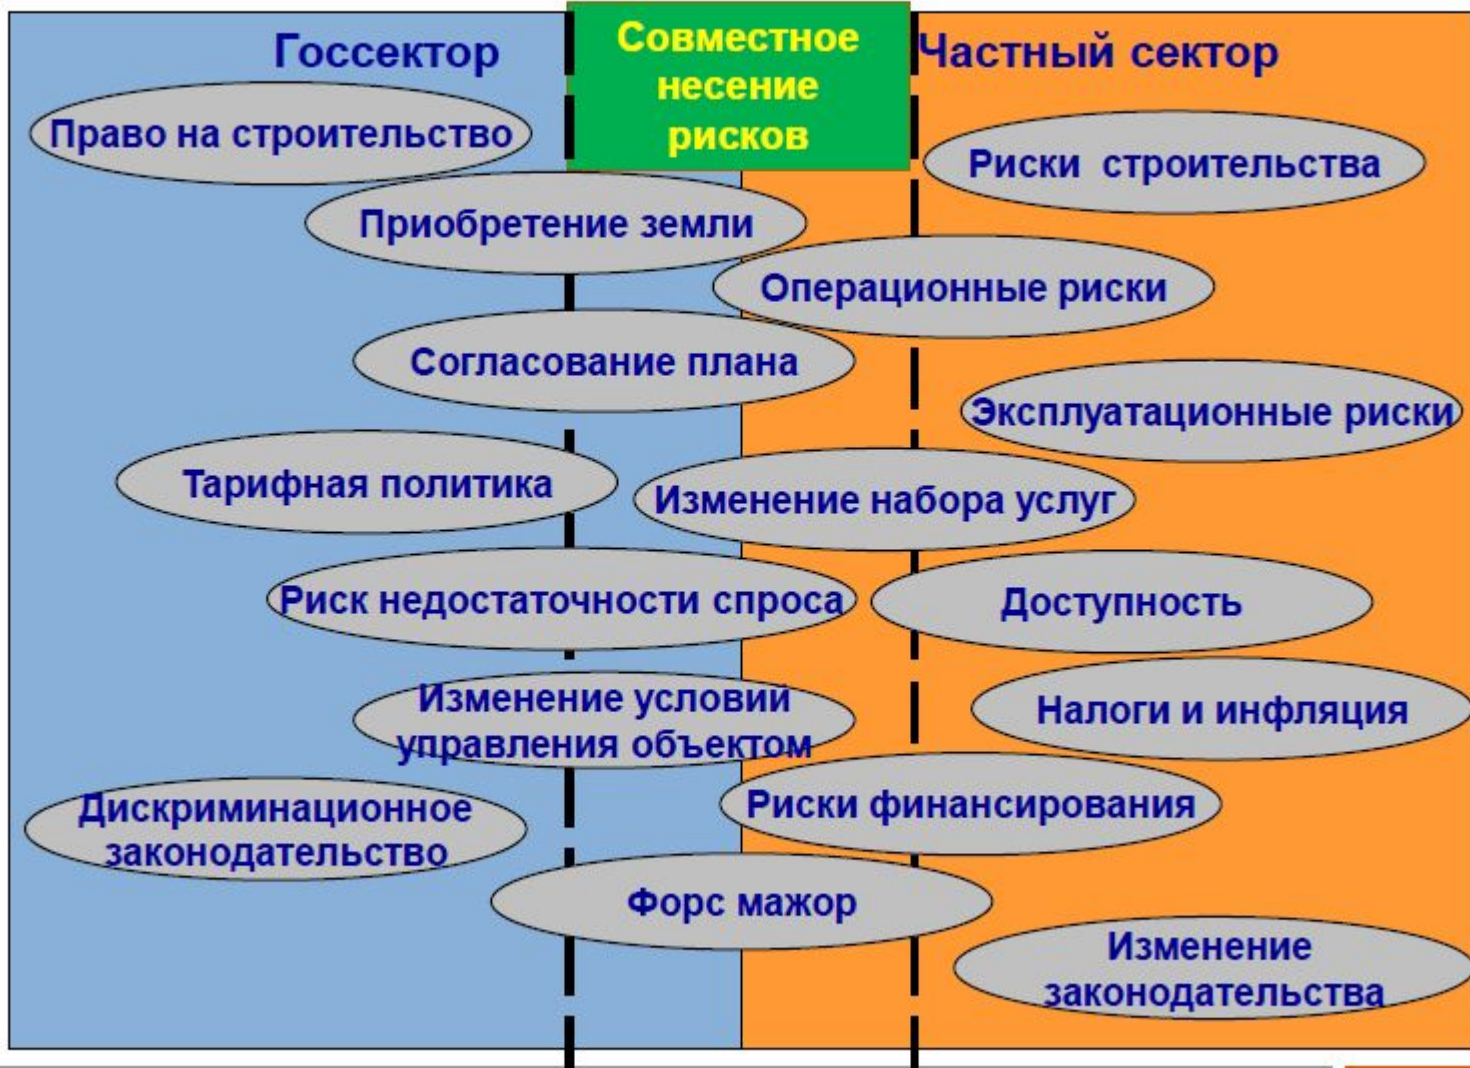 Госсектор
Совместное
несение
рисков
Частный сектор
Право на строительство
Риски строительства
Приобретение земли
Операционные риски
Согласование плана
Эксплуатационные риски
Тарифная политика
Изменение набора услуг
Риск недостаточности спроса
Доступность
Изменение условий
управления объектом
Налоги и инфляция
Дискриминационное
законодательство
Риски финансирования
Форс мажор
Изменение
законодательства